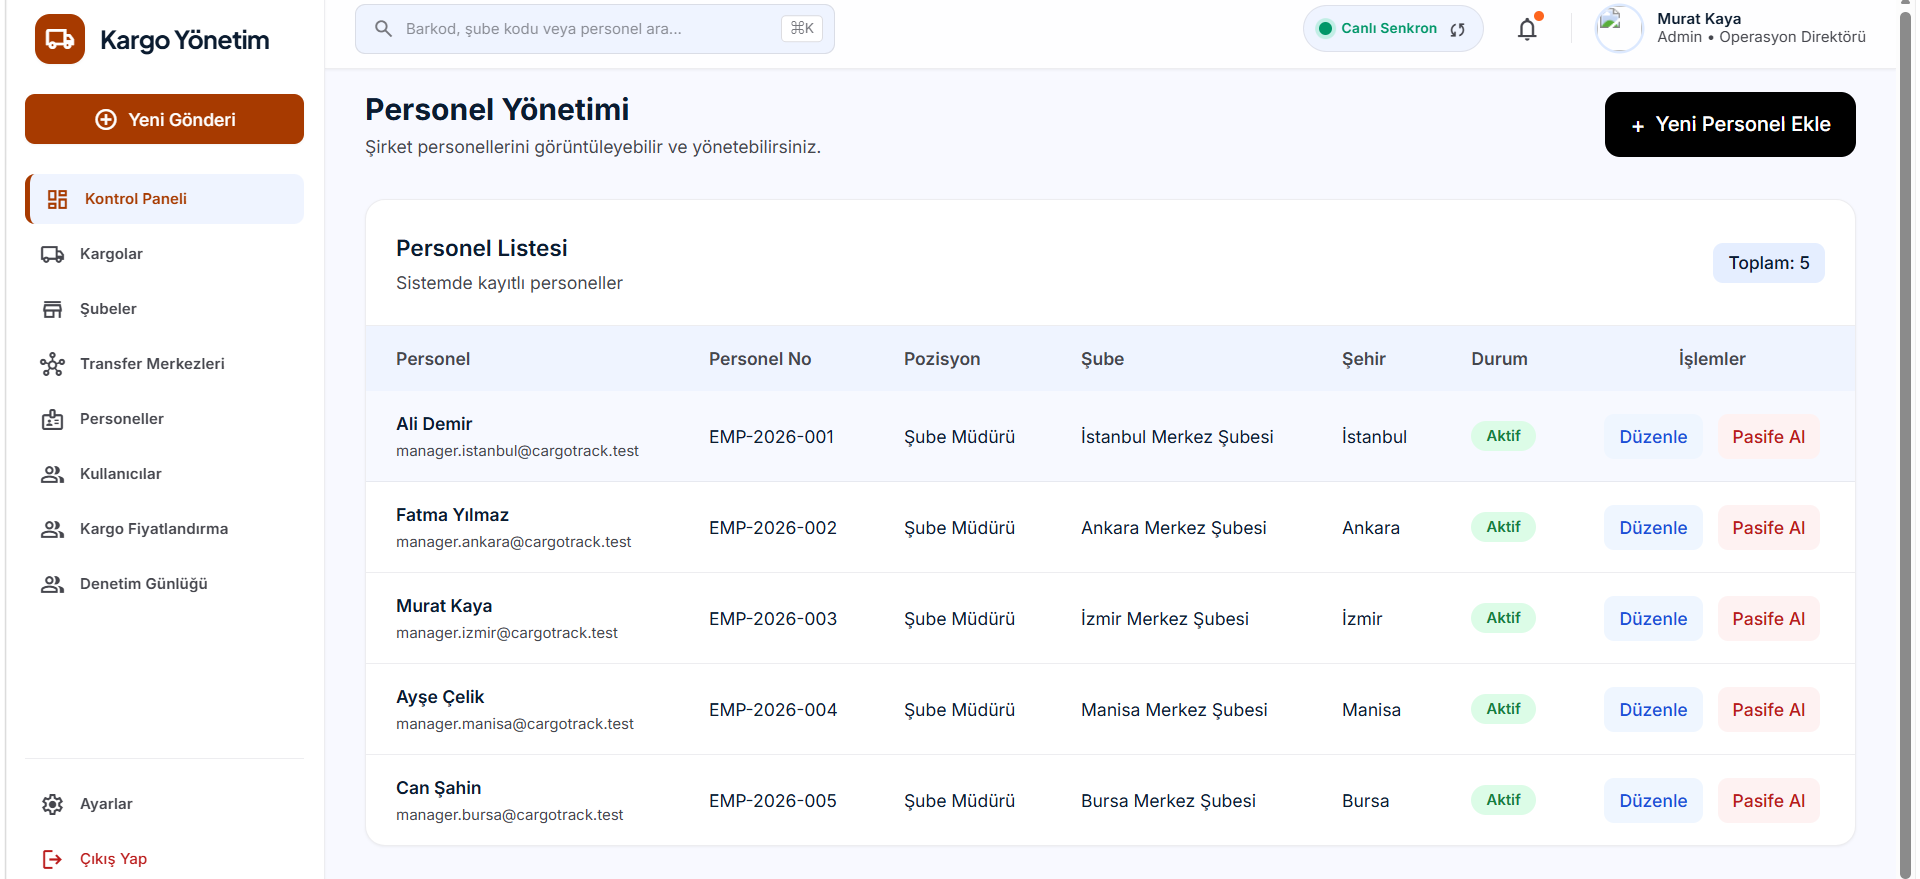 Kargo Yönetim
Barkod, şube kodu veya personel ara...
⌘K
Canlı Senkron
Murat Kaya
Admin • Operasyon Direktörü
+ Yeni Gönderi
Kontrol Paneli
Kargolar
Şubeler
Transfer Merkezleri
Personeller
Kullanıcılar
Kargo Fiyatlandırma
Denetim Günlüğü
Ayarlar
Çıkış Yap
Personel Yönetimi
Şirket personellerini görüntüleyebilir ve yönetebilirsiniz.
+ Yeni Personel Ekle
Personel Listesi
Sistemde kayıtlı personeller
Toplam: 5
Personel Personel No Pozisyon Şube Şehir Durum İşlemler
Ali Demir
manager.istanbul@cargotrack.test
EMP-2026-001 Şube Müdürü İstanbul Merkez Şubesi İstanbul Aktif Düzenle Pasife Al
Fatma Yılmaz
manager.ankara@cargotrack.test
EMP-2026-002 Şube Müdürü Ankara Merkez Şubesi Ankara Aktif Düzenle Pasife Al
Murat Kaya
manager.izmir@cargotrack.test
EMP-2026-003 Şube Müdürü İzmir Merkez Şubesi İzmir Aktif Düzenle Pasife Al
Ayşe Çelik
manager.manisa@cargotrack.test
EMP-2026-004 Şube Müdürü Manisa Merkez Şubesi Manisa Aktif Düzenle Pasife Al
Can Şahin
manager.bursa@cargotrack.test
EMP-2026-005 Şube Müdürü Bursa Merkez Şubesi Bursa Aktif Düzenle Pasife Al